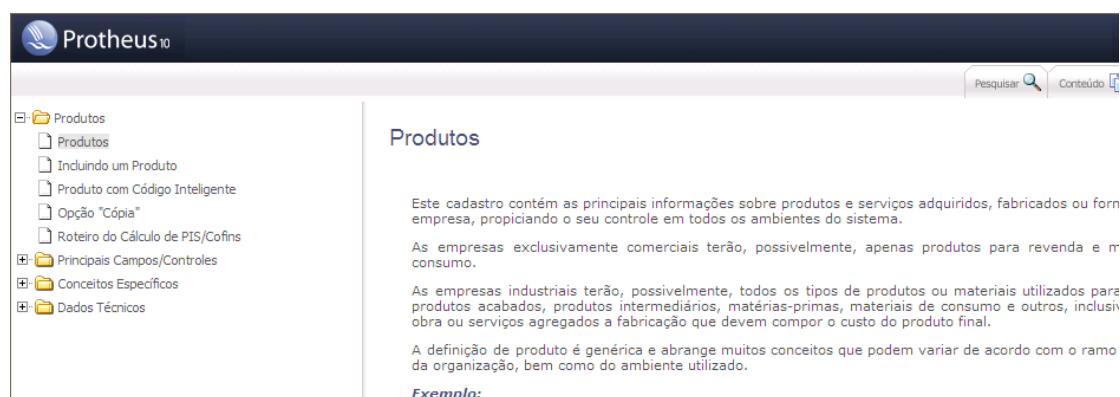 Protheus 10
Pesquisar
Conteúdo
Produtos
Produtos
Incluindo um Produto
Produto com Código Inteligente
Opção "Cópia"
Roteiro do Cálculo de PIS/Cofins
Principais Campos/Controles
Conceitos Específicos
Dados Técnicos
Produtos
Este cadastro contém as principais informações sobre produtos e serviços adquiridos, fabricados ou
empresa, propiciando o seu controle em todos os ambientes do sistema.
As empresas exclusivamente comerciais terão, possivelmente, apenas produtos para revenda e
consumo.
As empresas industriais terão, possivelmente, todos os tipos de produtos ou materiais utilizados para
produtos acabados, produtos intermediários, matérias-primas, materiais de consumo e outros,
obra ou serviços agregados a fabricação que devem compor o custo do produto final.
A definição de produto é genérica e abrange muitos conceitos que podem variar de acordo com o ramo
da organização, bem como do ambiente utilizado.
Exemplo: